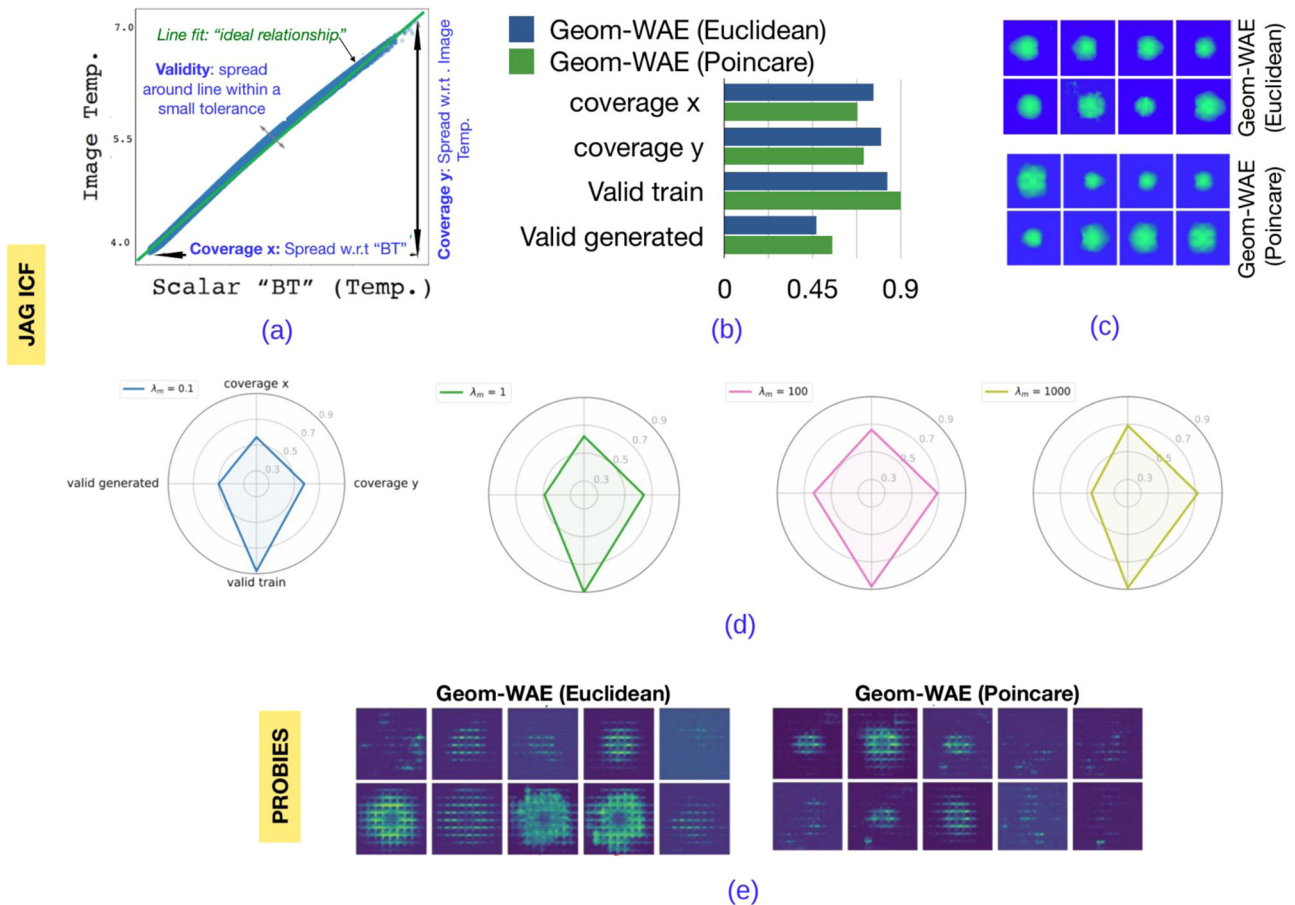 7.0
5.5
4.0
Image Temp.
Line fit: “ideal relationship”
Validity: spread
around line within a
small tolerance
Coverage x: Spread w.r.t “BT”
Coverage y: Spread w.r.t . Image
Temp.
Scalar “BT” (Temp.)
(a)
Geom-WAE (Euclidean)
Geom-WAE (Poincare)
coverage x
coverage y
Valid train
Valid generated
0 0.45 0.9
(b)
Geom-WAE
(Euclidean)
Geom-WAE
(Poincare)
(c)
JAG ICF
λm = 0.1
coverage x
0.9
0.7
0.5
0.3
valid generated
coverage y
valid train
λm = 1
0.9
0.7
0.5
0.3
λm = 100
0.9
0.7
0.5
0.3
λm = 1000
0.9
0.7
0.5
0.3
(d)
PROBIES
Geom-WAE (Euclidean)
Geom-WAE (Poincare)
(e)